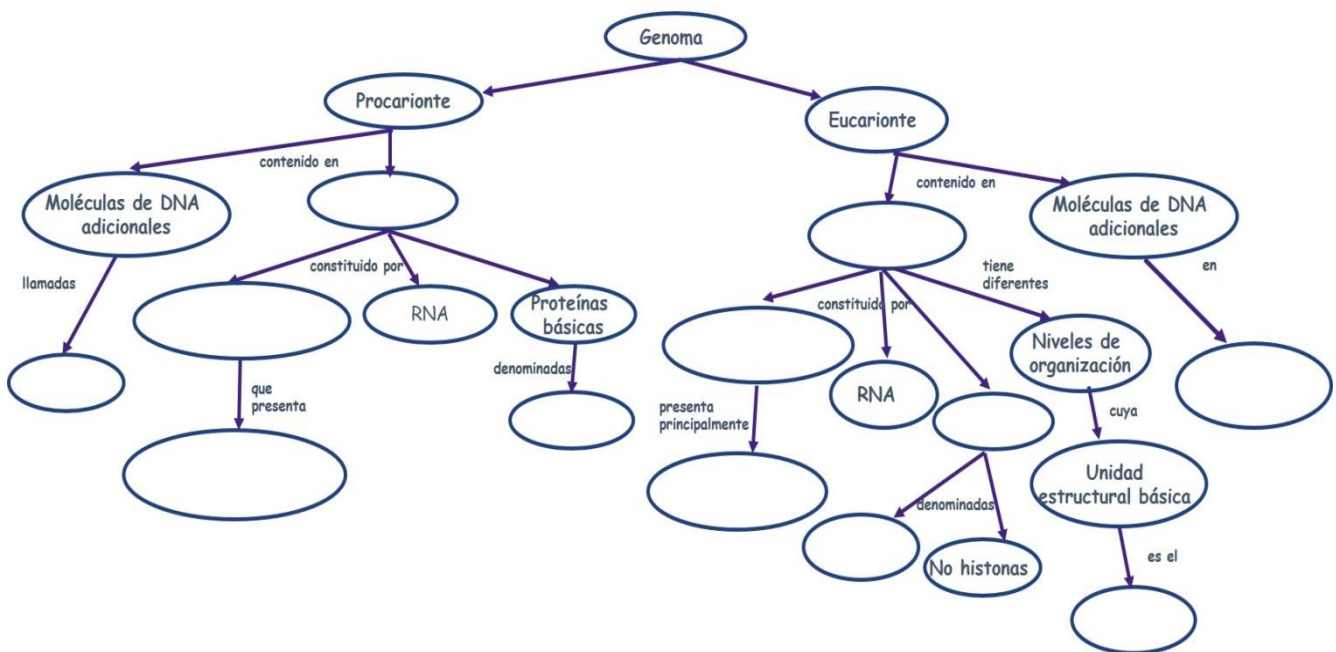 Genoma
Procarionte
Eucarionte
contenido en
contenido en
Moléculas de DNA
adicionales
Moléculas de DNA
adicionales
llamadas
constituido por
RNA
Proteínas
básicas
tiene
diferentes
en
constituido por
Niveles de
organización
que
presenta
denominadas
presenta
principalmente
RNA
cuya
Unidad
estructural básica
denominadas
No histonas
es el